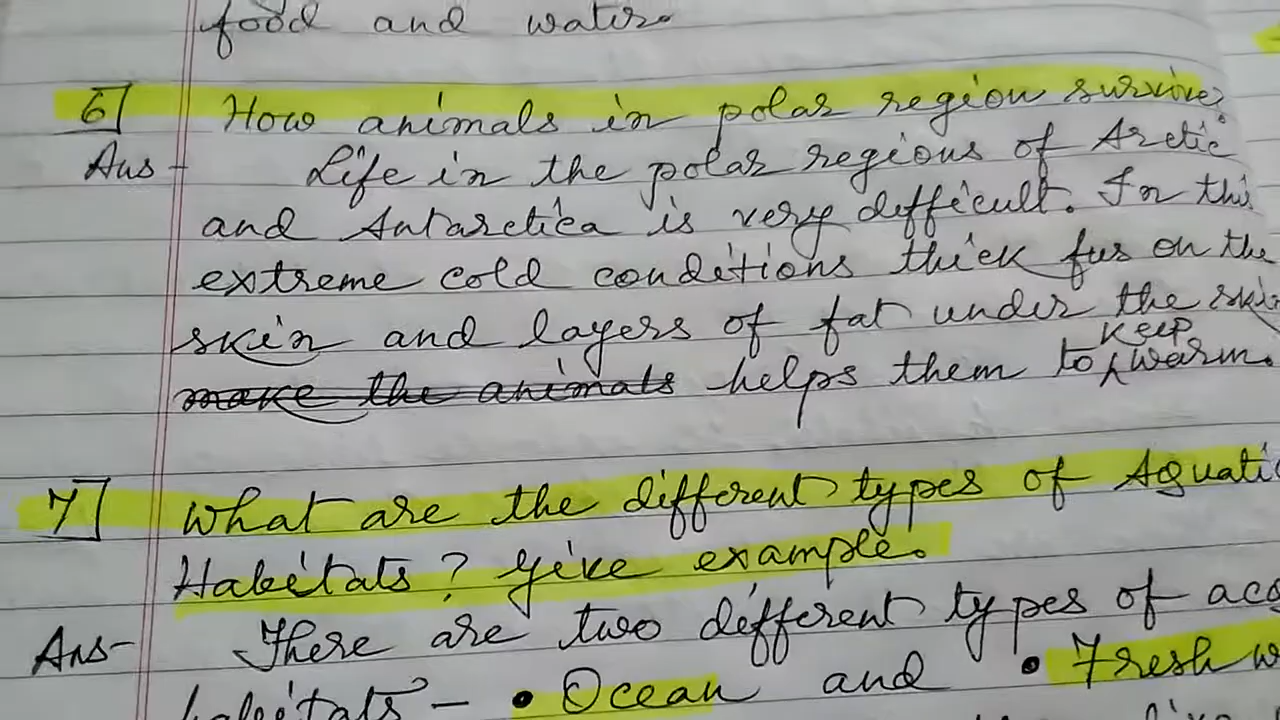 food and water.
6 How animals in polar region survive?
Ans - Life in the polar regions of Arctic
and Antarctica is very difficult. In this
extreme cold conditions thick fur on the
skin and layers of fat under the skin
keep
make the animals helps them to warm.
7 What are the different types of Aquati
Habitats? Give example.
Ans- There are two different types of
habitats - • Ocean and • Fresh w